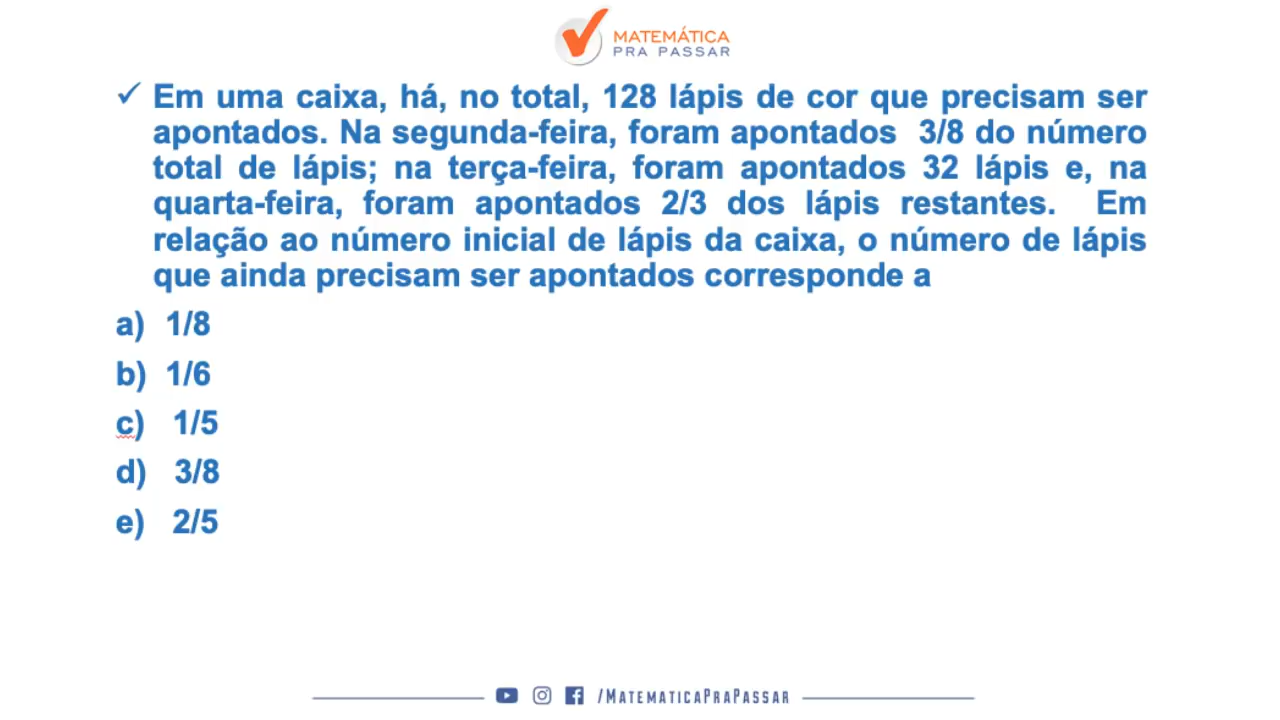 MATEMÁTICA
PRA PASSAR
✓ Em uma caixa, há, no total, 128 lápis de cor que precisam ser
apontados. Na segunda-feira, foram apontados 3/8 do número
total de lápis; na terça-feira, foram apontados 32 lápis e, na
quarta-feira, foram apontados 2/3 dos lápis restantes. Em
relação ao número inicial de lápis da caixa, o número de lápis
que ainda precisam ser apontados corresponde a
a) 1/8
b) 1/6
c) 1/5
d) 3/8
e) 2/5
/MATEMATICAPRAPASSAR